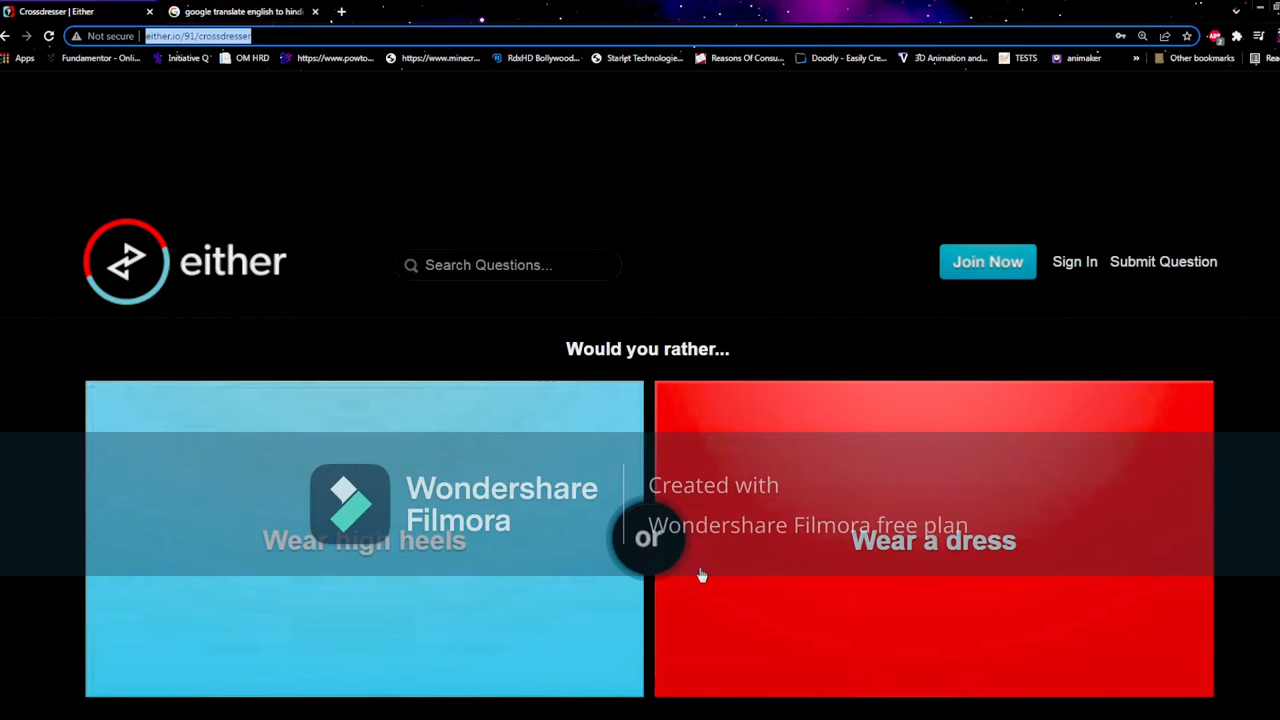 Crossdresser | Either
google translate english to hindi
Not secure
either.io/91/crossdresser
Apps
Fundamentor - Onli...
Initiative Q
OM HRD
https://www.powto...
https://www.minecr...
RdxHD Bollywood...
Starlet Technologie...
Reasons Of Consu...
Doodly - Easily Cre...
3D Animation and...
TESTS
animaker
»
Other bookmarks
Rea
either
Search Questions...
Join Now
Sign In
Submit Question
Would you rather...
Wondershare
Filmora
Created with
Wondershare Filmora free plan
Wear high heels
or
Wear a dress